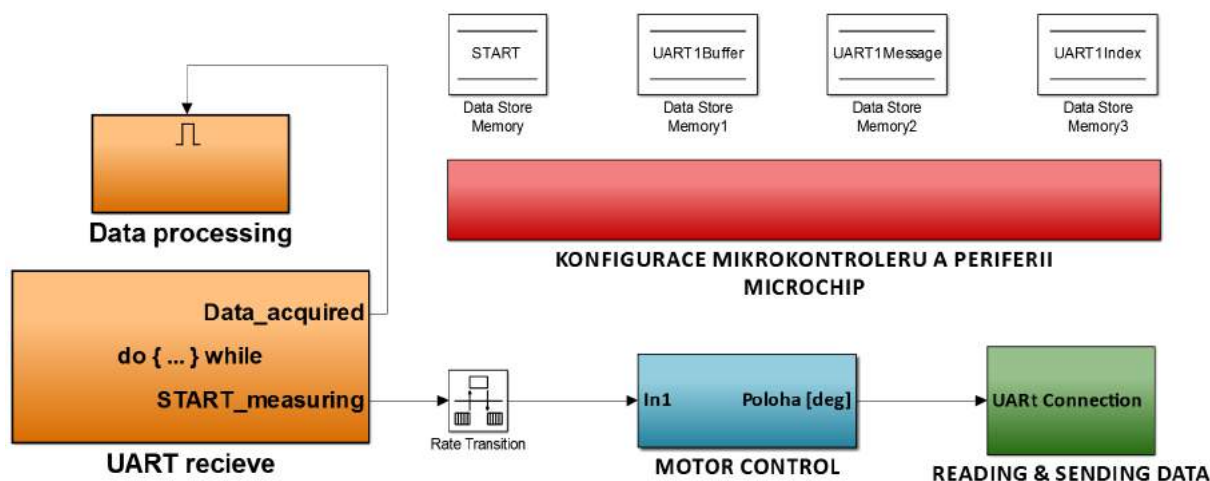 START
UART1Buffer
UART1Message
UART1Index
Data Store
Memory
Data Store
Memory1
Data Store
Memory2
Data Store
Memory3
Data processing
KONFIGURACE MIKROKONTROLERU A PERIFERII
MICROCHIP
Data_acquired
do { ... } while
START_measuring
UART recieve
Rate Transition
In1
Poloha [deg]
MOTOR CONTROL
UARt Connection
READING & SENDING DATA